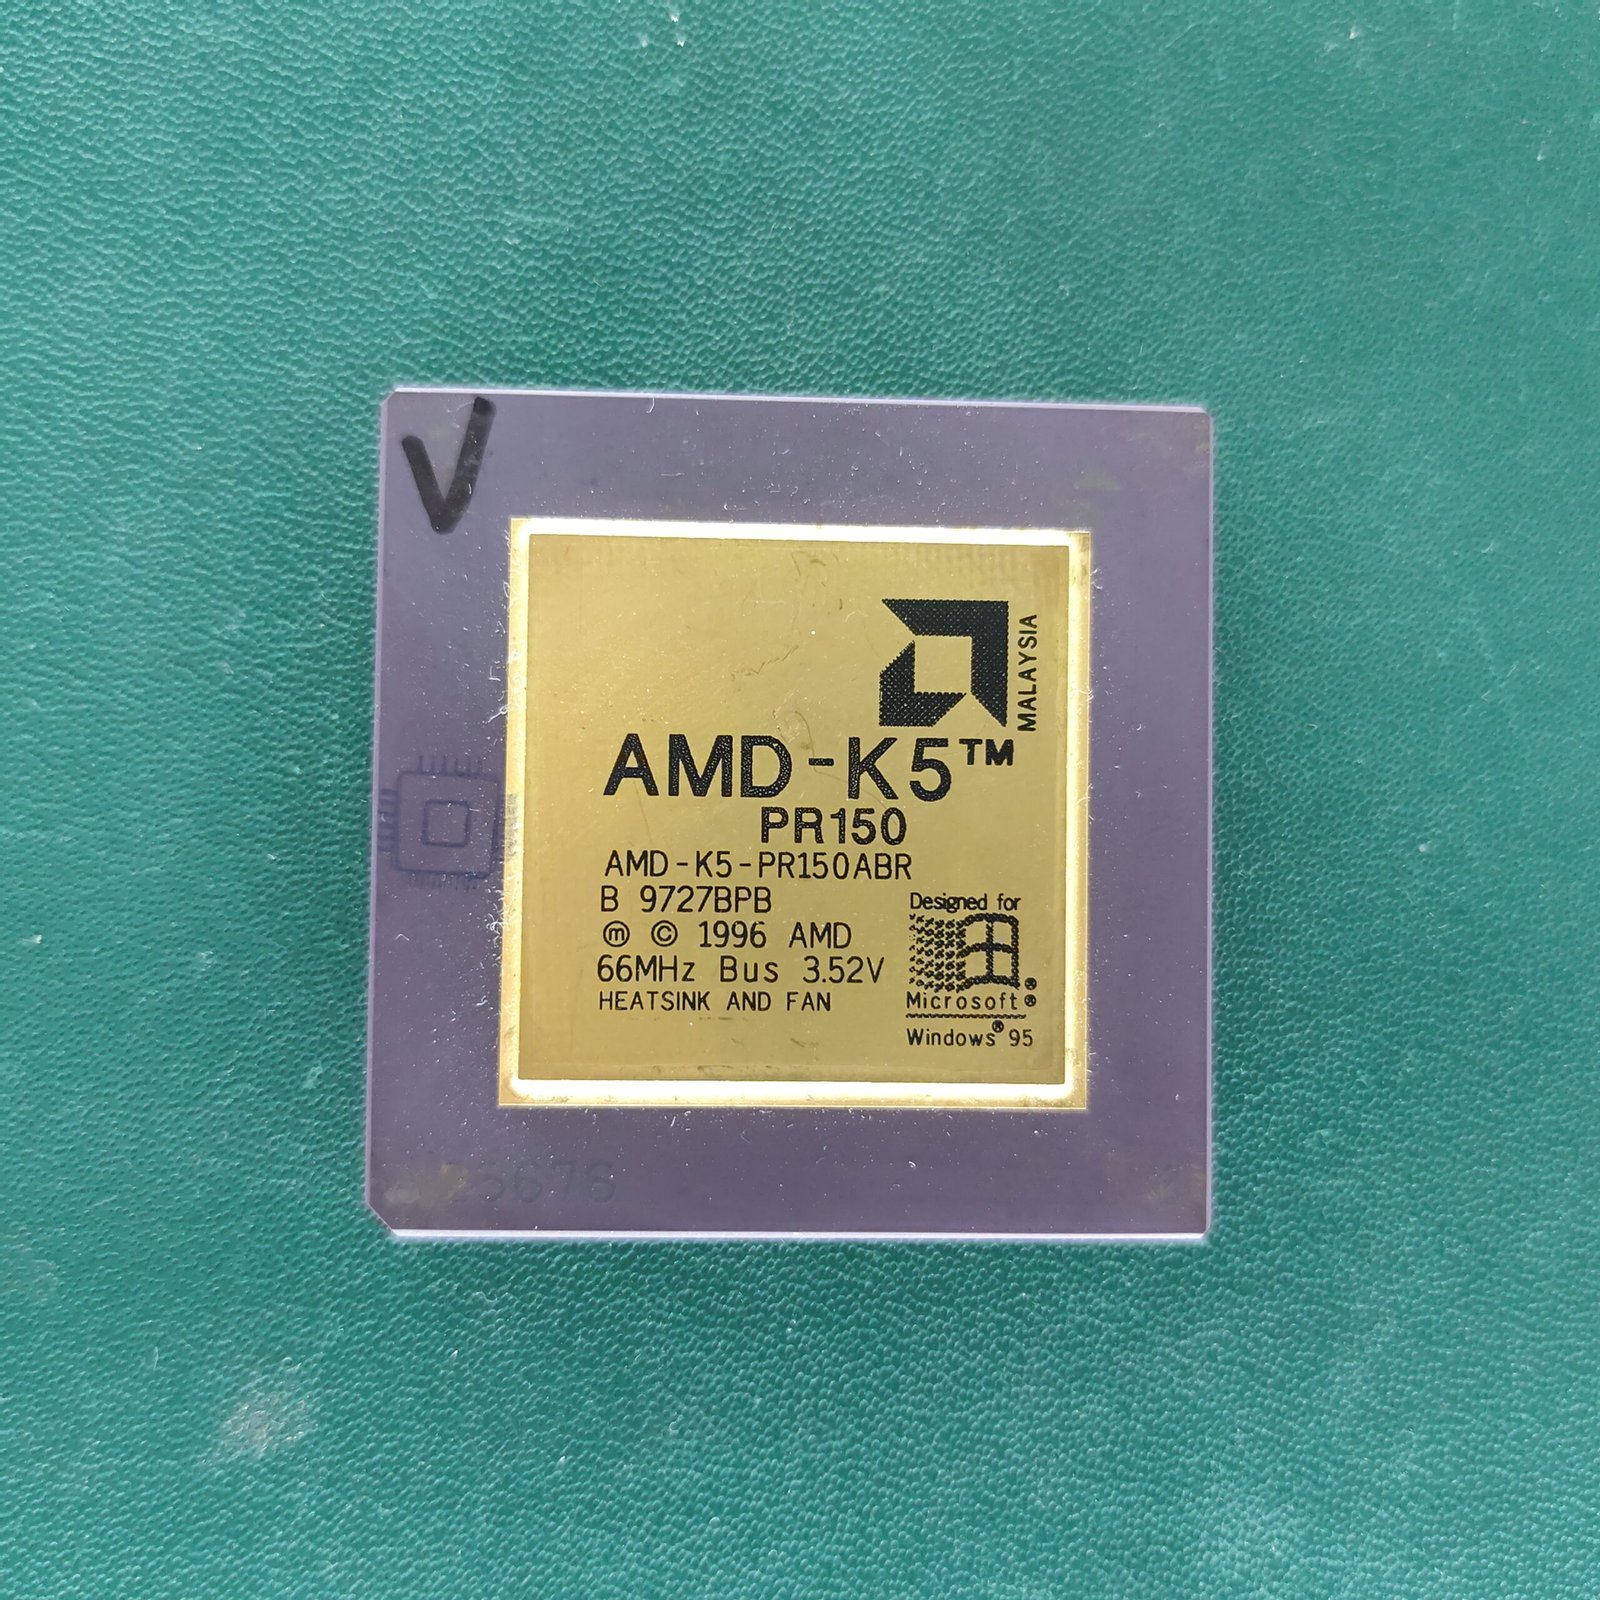 V
MALAYSIA
AMD-K5™
PR150
AMD-K5-PR150ABR
B 9727BPB
ⓜ © 1996 AMD
66MHz Bus 3.52V
HEATSINK AND FAN
Designed for
Microsoft®
Windows® 95